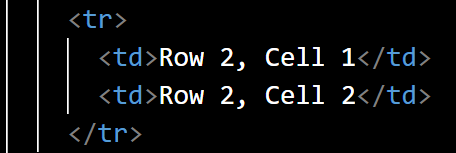 <tr>
<td>Row 2, Cell 1</td>
<td>Row 2, Cell 2</td>
</tr>